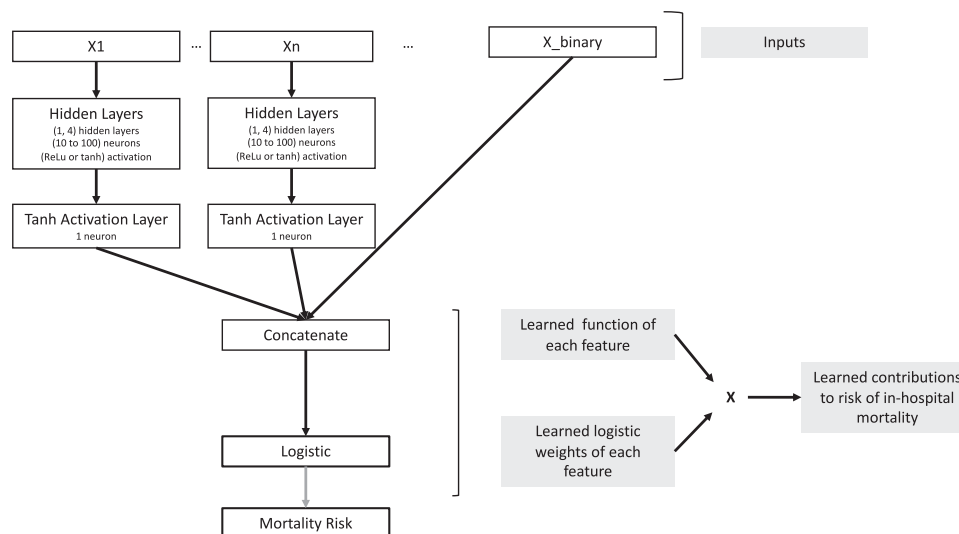 X1
...
Xn
...
X_binary
Inputs
Hidden Layers
(1, 4) hidden layers
(10 to 100) neurons
(ReLu or tanh) activation
Hidden Layers
(1, 4) hidden layers
(10 to 100) neurons
(ReLu or tanh) activation
Tanh Activation Layer
1 neuron
Tanh Activation Layer
1 neuron
Concatenate
Learned function of
each feature
X
Learned contributions
to risk of in-hospital
mortality
Learned logistic
weights of each
feature
Logistic
Mortality Risk